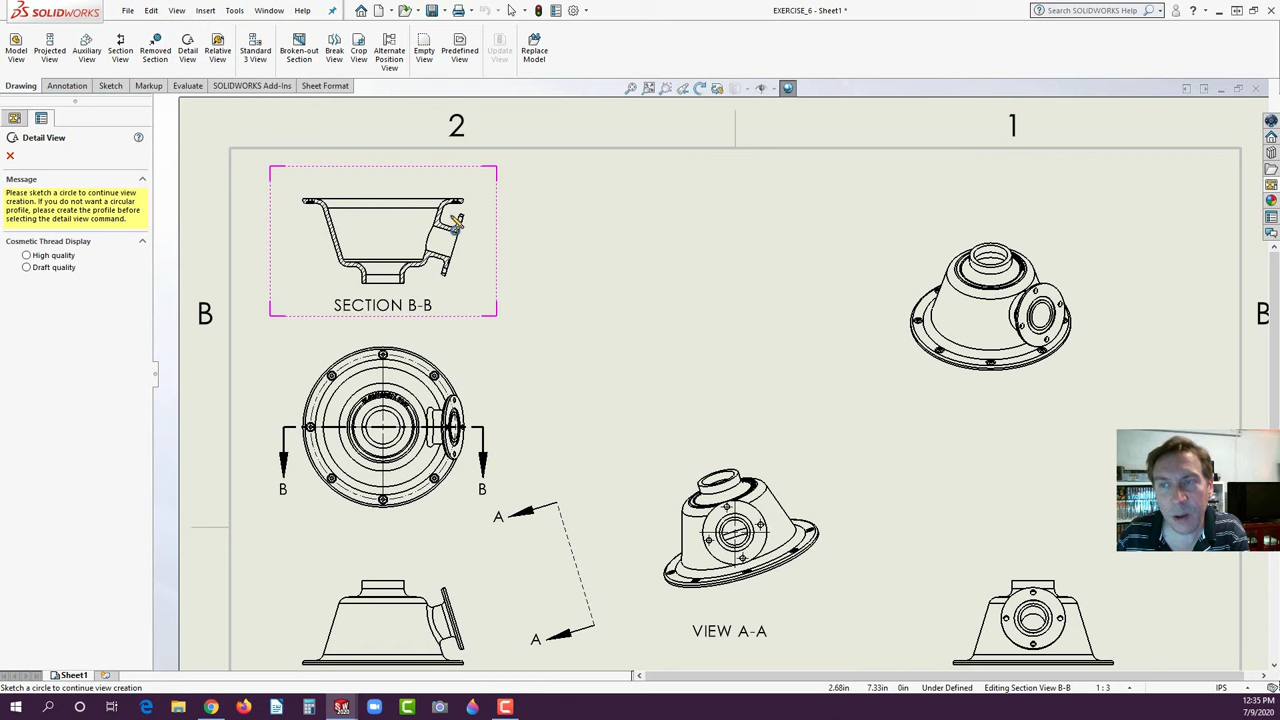 SOLIDWORKS
File Edit View Insert Tools Window Help
EXERCISE_6 - Sheet1 *
Search SOLIDWORKS Help
Model View
Projected View
Auxiliary View
Section View
Removed Section
Detail View
Relative View
Standard 3 View
Broken-out Section
Break View
Crop View
Alternate Position View
Empty View
Predefined View
Update View
Replace Model
Drawing Annotation Sketch Markup Evaluate SOLIDWORKS Add-Ins Sheet Format
Detail View
Message
Please sketch a circle to continue view
creation. If you do not want a circular
profile, please create the profile before
selecting the detail view command.
Cosmetic Thread Display
High quality
Draft quality
2 1
B B
SECTION B-B
B B
A
A
VIEW A-A
Sheet1
Sketch a circle to continue view creation
2.68in 7.33in 0in Under Defined Editing Section View B-B 1 : 3 IPS
12:35 PM
7/9/2020